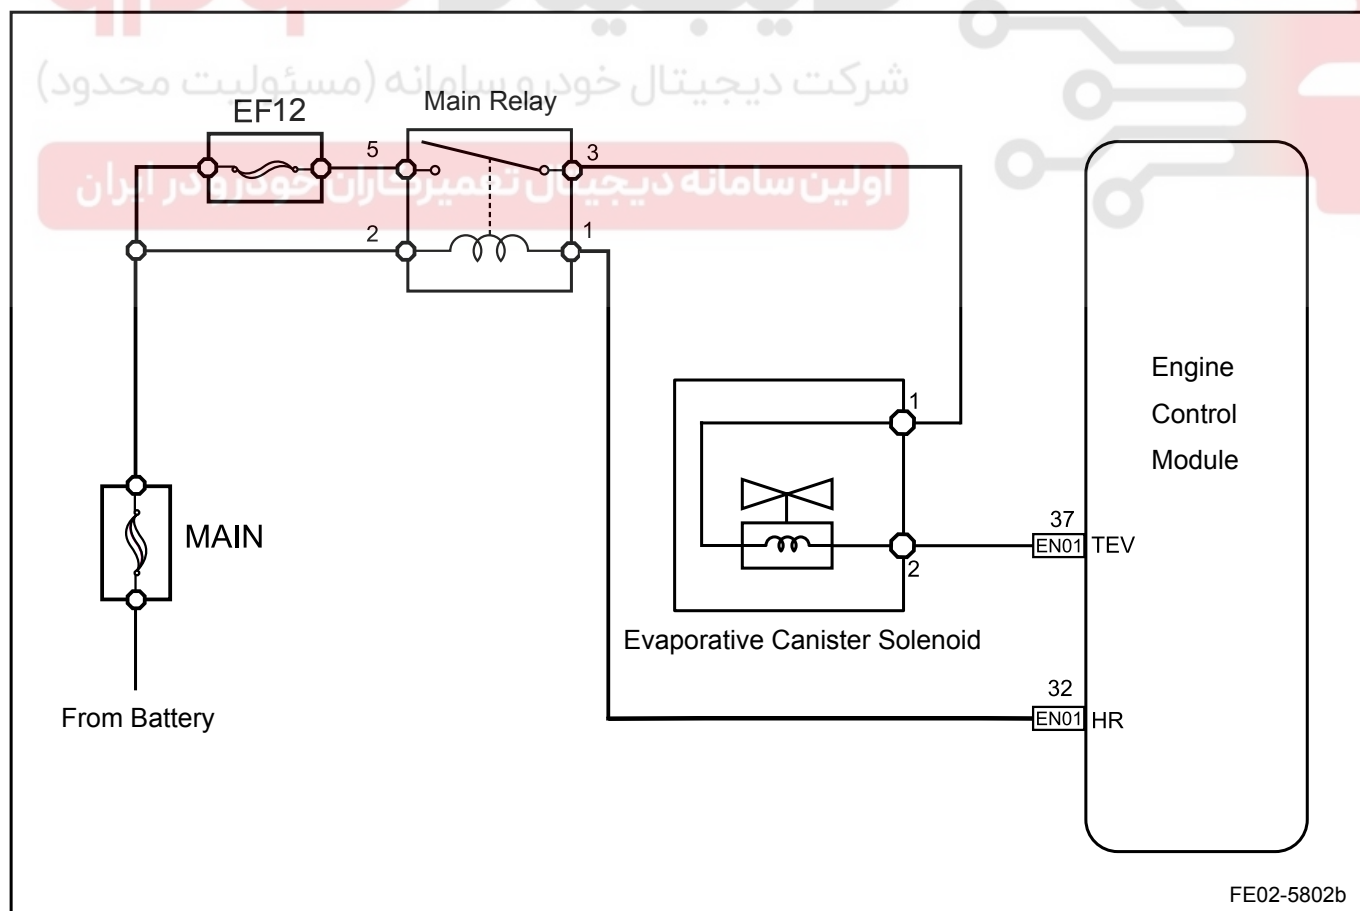 شرکت دیجیتال خودرو سامانه (مسئولیت محدود)
EF12
Main Relay
5
3
اولین سامانه دیجیتال تعمیرکاران خودرو در ایران
2
1
Engine
Control
Module
1
MAIN
37
EN01 TEV
2
Evaporative Canister Solenoid
32
From Battery
EN01 HR
FE02-5802b